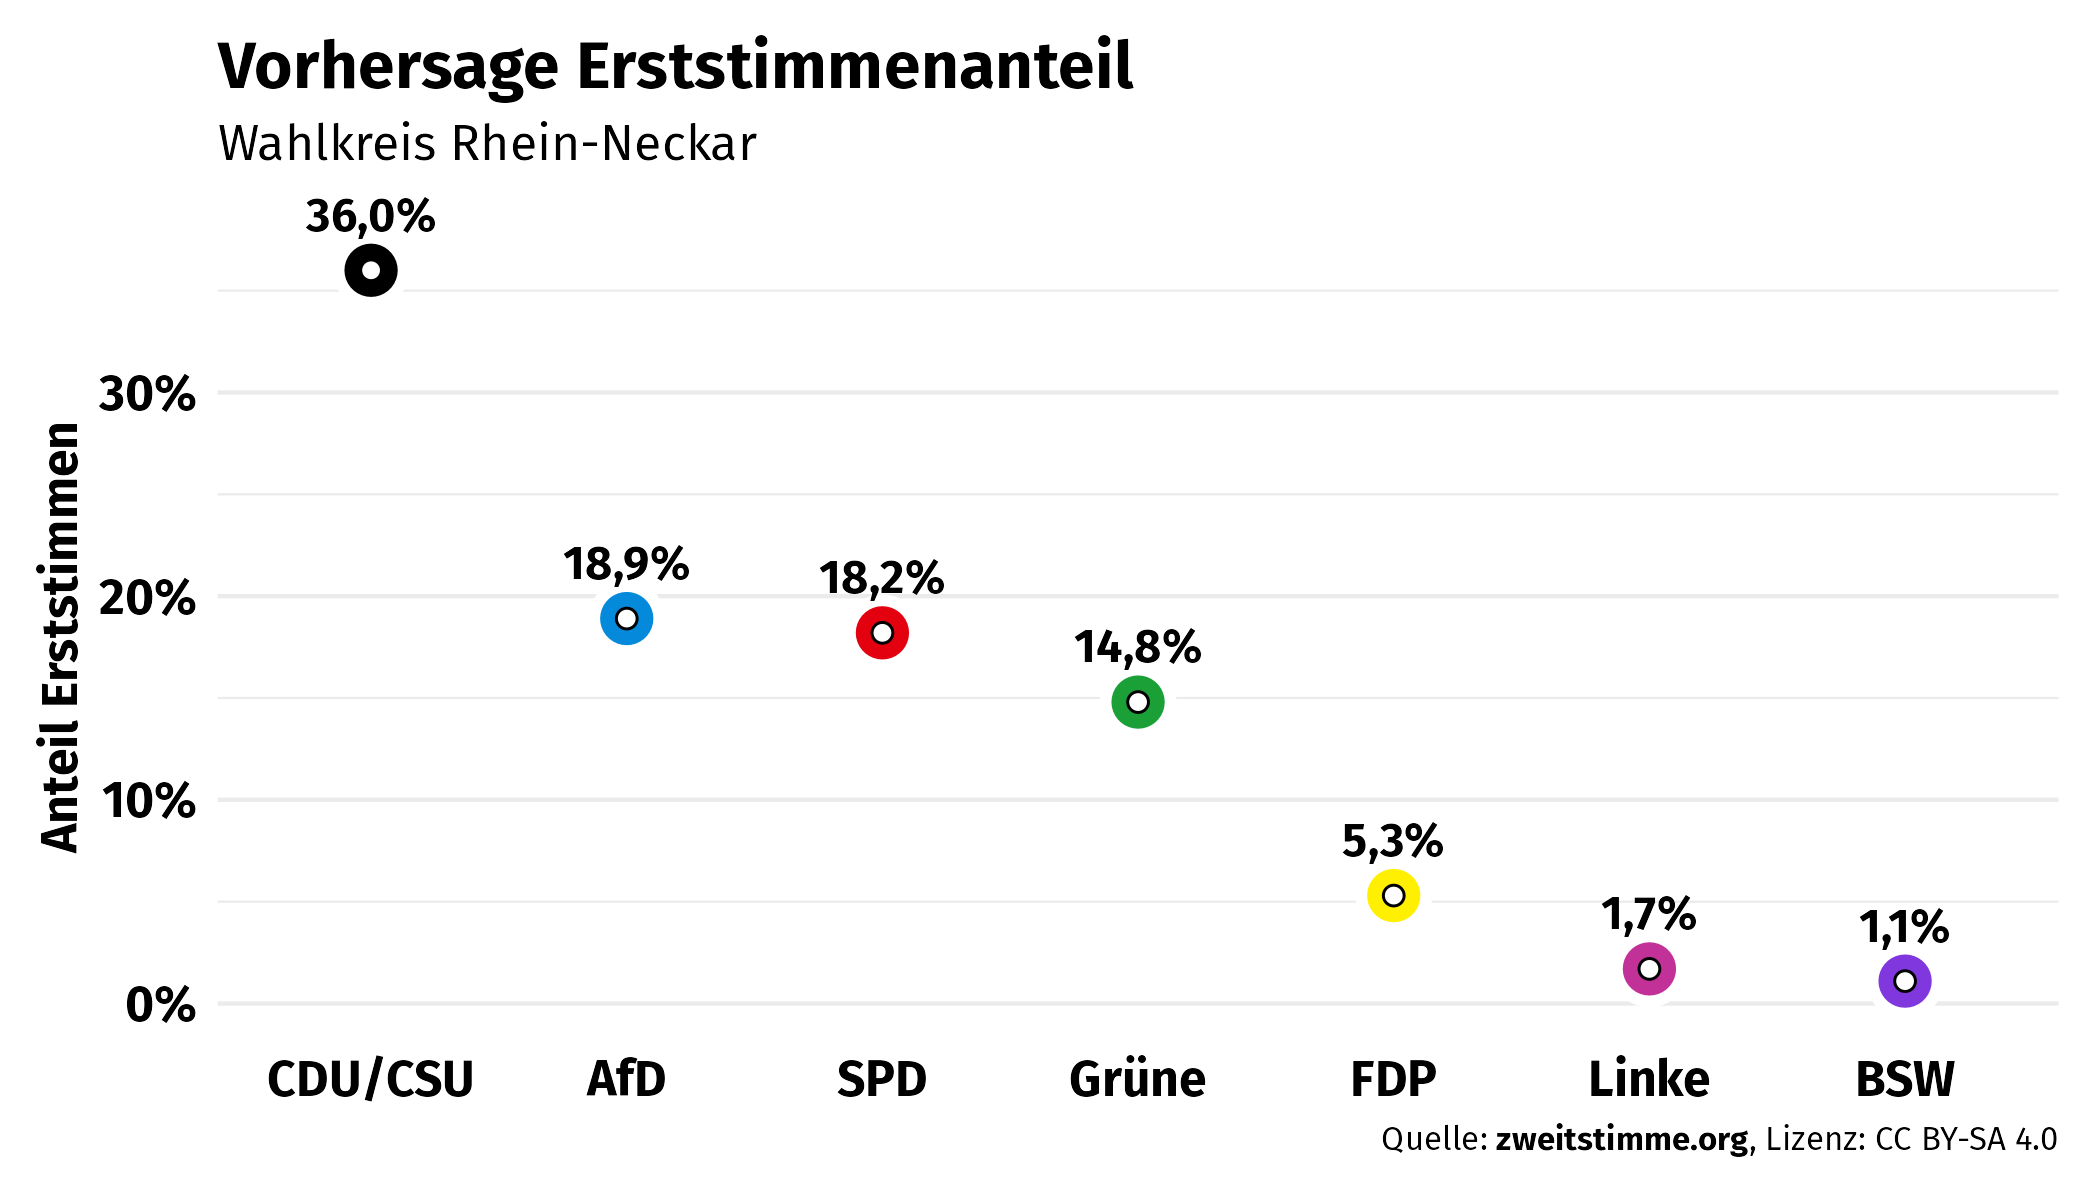 Vorhersage Erststimmenanteil
Wahlkreis Rhein-Neckar
36,0%
30%
18,9%
18,2%
20%
14,8%
10%
5,3%
1,7%
1,1%
0%
Anteil Erststimmen
CDU/CSU AfD SPD Grüne FDP Linke BSW
Quelle: zweitstimme.org, Lizenz: CC BY-SA 4.0